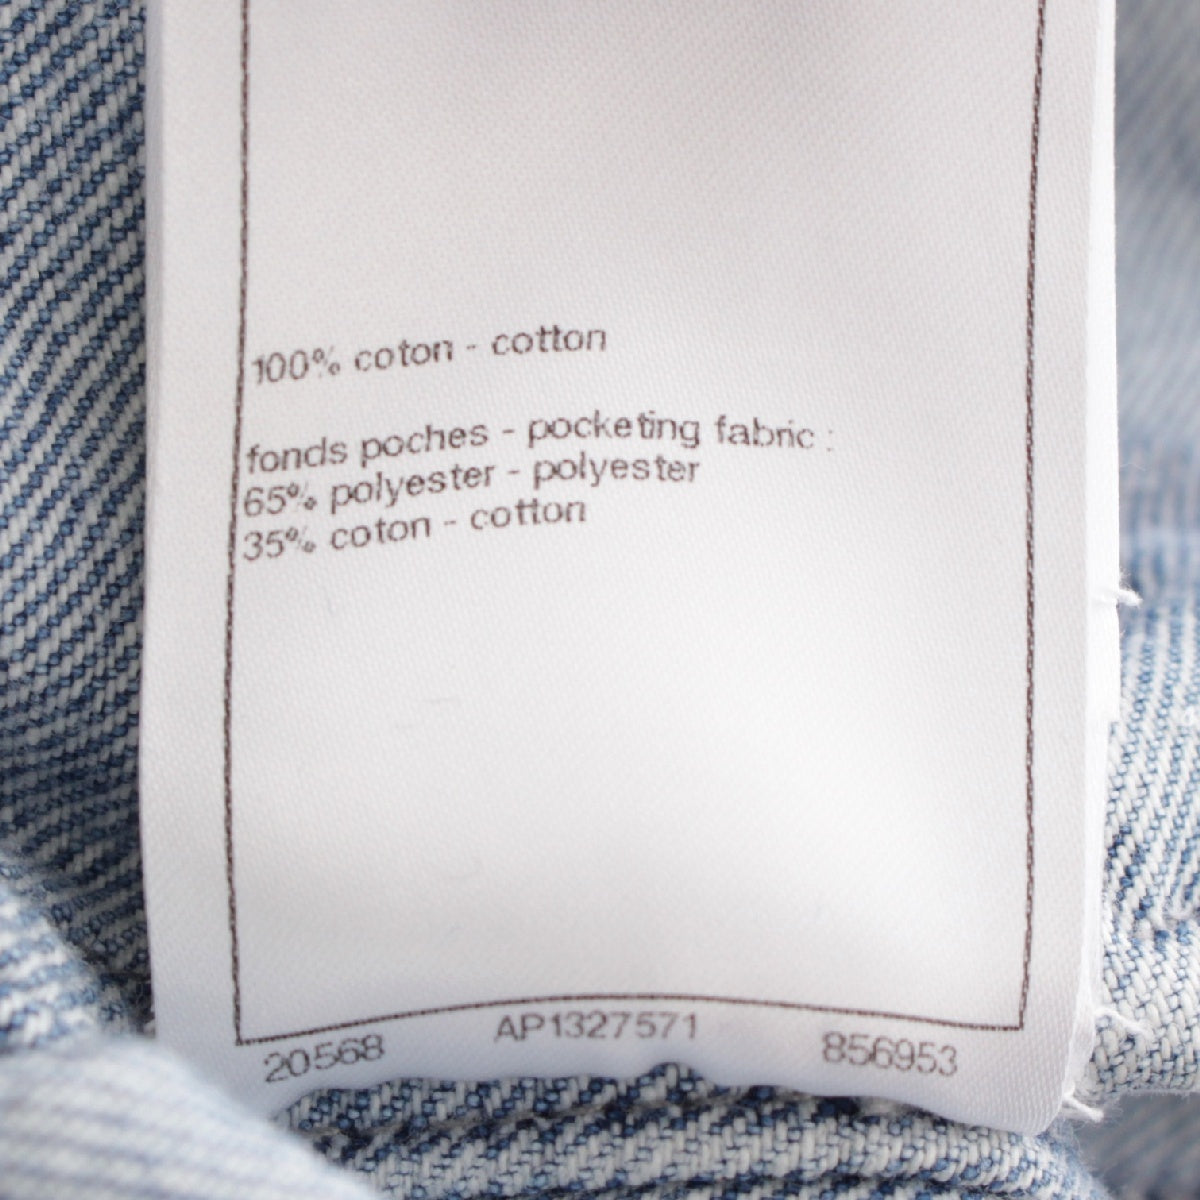 100% coton - cotton
fonds poches - pocketing fabric :
65% polyester - polyester
35% coton - cotton
20568 AP1327571 856953